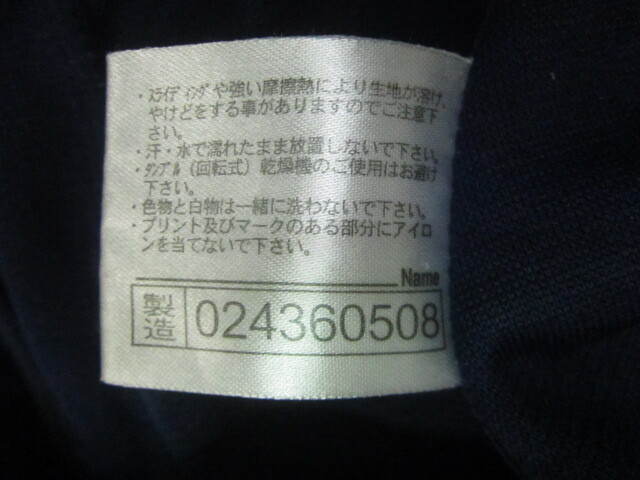 ・スライディングや強い摩擦熱により生地が溶け、
やけどをする事がありますのでご注意下
さい。
・汗・水で濡れたまま放置しないで下さい。
・タンブル（回転式）乾燥機のご使用はお避け
下さい。
・色物と白物は一緒に洗わないで下さい。
・プリント及びマークのある部分にアイロ
ンを当てないで下さい。
Name
製造 024360508